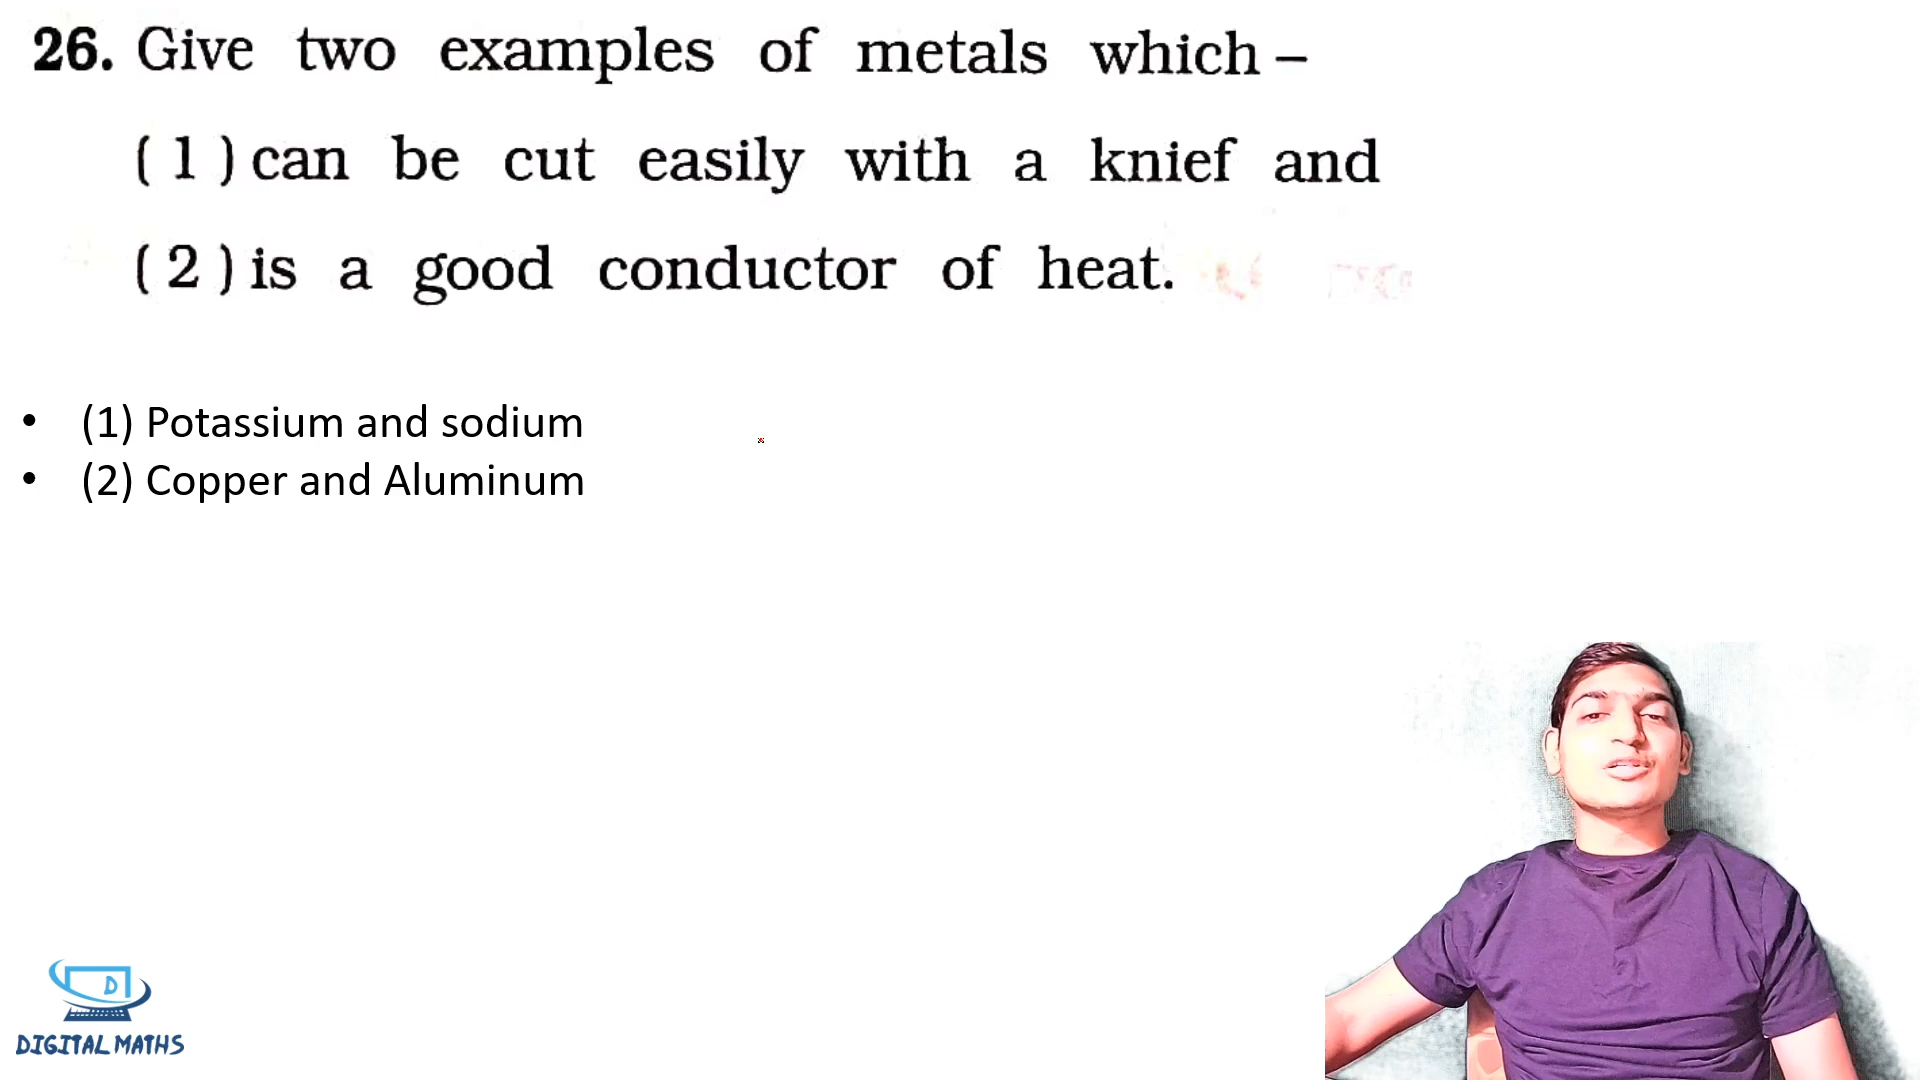 26. Give two examples of metals which –
( 1 ) can be cut easily with a knief and
( 2 ) is a good conductor of heat.
• (1) Potassium and sodium
• (2) Copper and Aluminum
D
DIGITAL MATHS